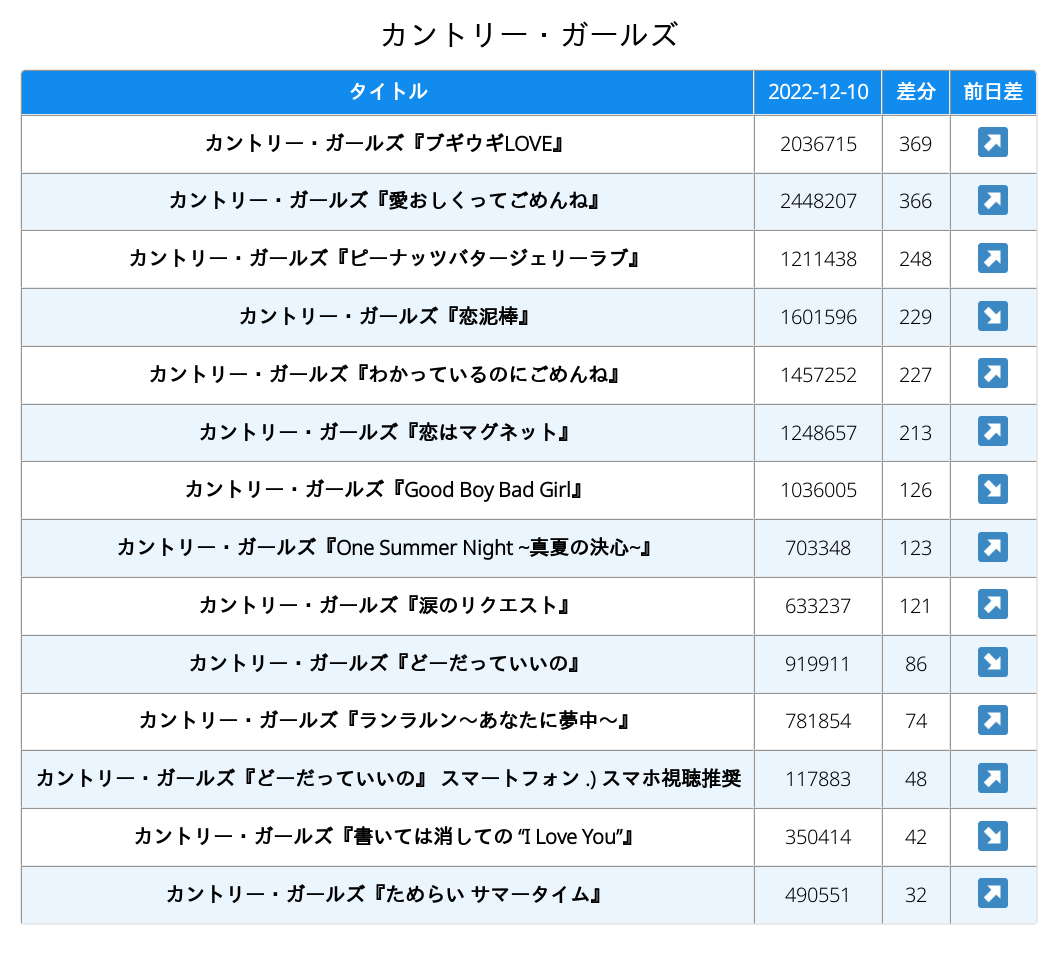 カントリー・ガールズ
タイトル 2022-12-10 差分 前日差
カントリー・ガールズ『ブギウギLOVE』 2036715 369 ↗
カントリー・ガールズ『愛おしくってごめんね』 2448207 366 ↗
カントリー・ガールズ『ピーナッツバタージェリーラブ』 1211438 248 ↗
カントリー・ガールズ『恋泥棒』 1601596 229 ↘
カントリー・ガールズ『わかっているのにごめんね』 1457252 227 ↗
カントリー・ガールズ『恋はマグネット』 1248657 213 ↗
カントリー・ガールズ『Good Boy Bad Girl』 1036005 126 ↘
カントリー・ガールズ『One Summer Night ~真夏の決心~』 703348 123 ↗
カントリー・ガールズ『涙のリクエスト』 633237 121 ↗
カントリー・ガールズ『どーだっていいの』 919911 86 ↘
カントリー・ガールズ『ランラルン～あなたに夢中～』 781854 74 ↗
カントリー・ガールズ『どーだっていいの』 スマートフォン .) スマホ視聴推奨 117883 48 ↗
カントリー・ガールズ『書いては消しての “I Love You”』 350414 42 ↘
カントリー・ガールズ『ためらい サマータイム』 490551 32 ↗